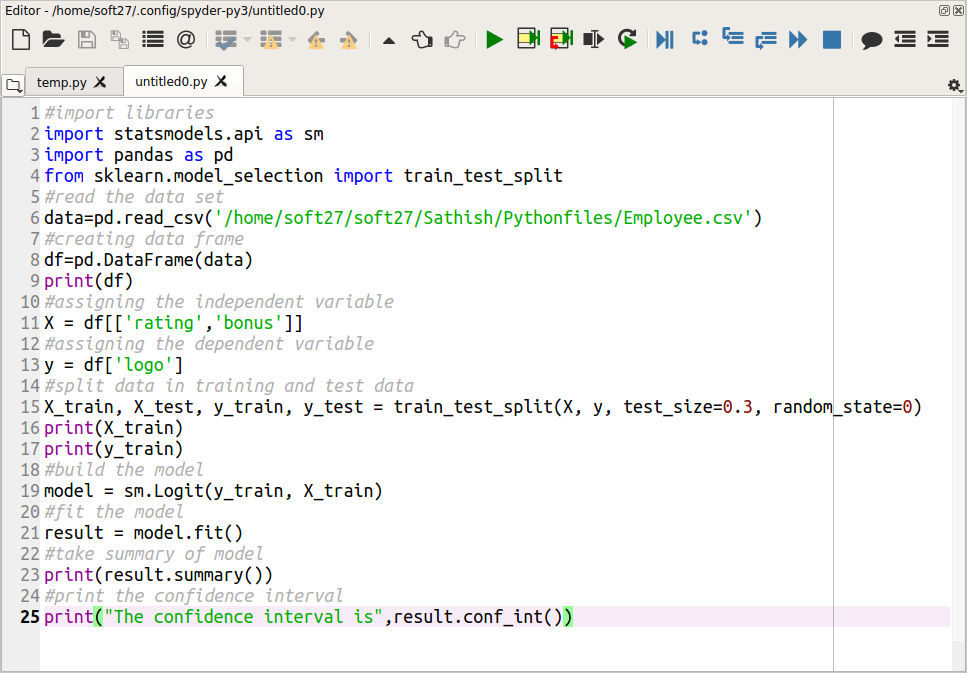 Editor - /home/soft27/.config/spyder-py3/untitled0.py
temp.py
untitled0.py
1 #import libraries
2 import statsmodels.api as sm
3 import pandas as pd
4 from sklearn.model_selection import train_test_split
5 #read the data set
6 data=pd.read_csv('/home/soft27/soft27/Sathish/Pythonfiles/Employee.csv')
7 #creating data frame
8 df=pd.DataFrame(data)
9 print(df)
10 #assigning the independent variable
11 X = df[['rating','bonus']]
12 #assigning the dependent variable
13 y = df['logo']
14 #split data in training and test data
15 X_train, X_test, y_train, y_test = train_test_split(X, y, test_size=0.3, random_state=0)
16 print(X_train)
17 print(y_train)
18 #build the model
19 model = sm.Logit(y_train, X_train)
20 #fit the model
21 result = model.fit()
22 #take summary of model
23 print(result.summary())
24 #print the confidence interval
25 print("The confidence interval is",result.conf_int())